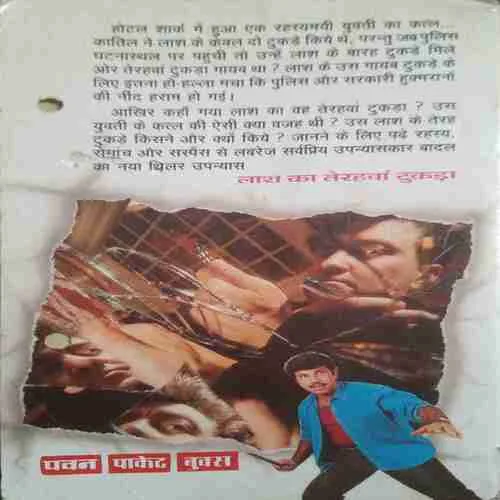 होटल शार्क में हुआ एक रहस्यमयी युवती का कत्ल...
कातिल ने लाश के केवल दो टुकड़े किये थे, परन्तु जब पुलिस
घटनास्थल पर पहुंची तो उन्हें लाश के बारह टुकड़े मिले
और तेरहवां टुकड़ा गायब था ? लाश के उस गायब टुकड़े के
लिए इतना हो-हल्ला मचा कि पुलिस और सरकारी हुक्मरानों
की नींद हराम हो गई।
आखिर कहाँ गया लाश का वह तेरहवां टुकड़ा ? उस
युवती के कत्ल की ऐसी क्या वजह थी ? उस लाश के तेरह
टुकड़े किसने और क्यों किये ? जानने के लिए पढ़े रहस्य,
रोमांच और सस्पैंस से लबरेज सर्वप्रिय उपन्यासकार बादल
का नया थ्रिलर उपन्यास
लाश का तेरहवां टुकड़ा
पवन पाकेट बुक्स